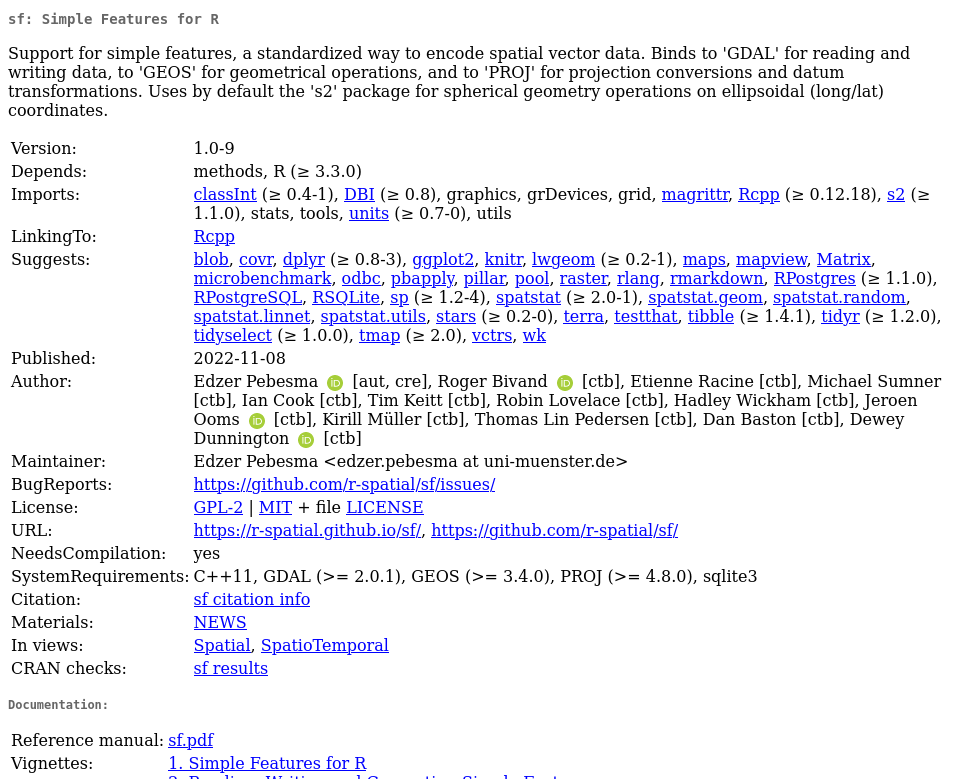 sf: Simple Features for R
Support for simple features, a standardized way to encode spatial vector data. Binds to 'GDAL' for reading and
writing data, to 'GEOS' for geometrical operations, and to 'PROJ' for projection conversions and datum
transformations. Uses by default the 's2' package for spherical geometry operations on ellipsoidal (long/lat)
coordinates.
Version: 1.0-9
Depends: methods, R (≥ 3.3.0)
Imports: classInt (≥ 0.4-1), DBI (≥ 0.8), graphics, grDevices, grid, magrittr, Rcpp (≥ 0.12.18), s2 (≥
1.1.0), stats, tools, units (≥ 0.7-0), utils
LinkingTo: Rcpp
Suggests: blob, covr, dplyr (≥ 0.8-3), ggplot2, knitr, lwgeom (≥ 0.2-1), maps, mapview, Matrix,
microbenchmark, odbc, pbapply, pillar, pool, raster, rlang, rmarkdown, RPostgres (≥ 1.1.0),
RPostgreSQL, RSQLite, sp (≥ 1.2-4), spatstat (≥ 2.0-1), spatstat.geom, spatstat.random,
spatstat.linnet, spatstat.utils, stars (≥ 0.2-0), terra, testthat, tibble (≥ 1.4.1), tidyr (≥ 1.2.0),
tidyselect (≥ 1.0.0), tmap (≥ 2.0), vctrs, wk
Published: 2022-11-08
Author: Edzer Pebesma iD [aut, cre], Roger Bivand iD [ctb], Etienne Racine [ctb], Michael Sumner
[ctb], Ian Cook [ctb], Tim Keitt [ctb], Robin Lovelace [ctb], Hadley Wickham [ctb], Jeroen
Ooms iD [ctb], Kirill Müller [ctb], Thomas Lin Pedersen [ctb], Dan Baston [ctb], Dewey
Dunnington iD [ctb]
Maintainer: Edzer Pebesma <edzer.pebesma at uni-muenster.de>
BugReports: https://github.com/r-spatial/sf/issues/
License: GPL-2 | MIT + file LICENSE
URL: https://r-spatial.github.io/sf/, https://github.com/r-spatial/sf/
NeedsCompilation: yes
SystemRequirements: C++11, GDAL (>= 2.0.1), GEOS (>= 3.4.0), PROJ (>= 4.8.0), sqlite3
Citation: sf citation info
Materials: NEWS
In views: Spatial, SpatioTemporal
CRAN checks: sf results
Documentation:
Reference manual: sf.pdf
Vignettes: 1. Simple Features for R